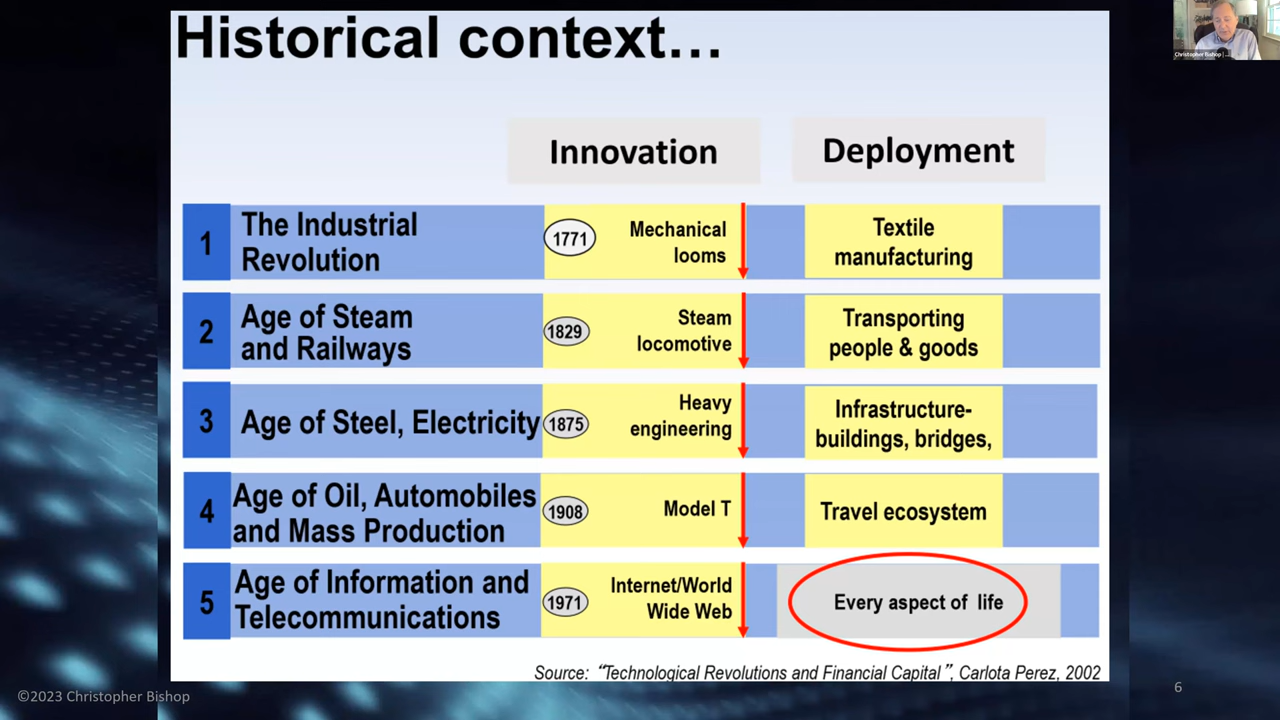 Historical context…
Christopher Bishop
Innovation
Deployment
1
The Industrial
Revolution
1771
Mechanical
looms
Textile
manufacturing
2
Age of Steam
and Railways
1829
Steam
locomotive
Transporting
people & goods
3
Age of Steel, Electricity
1875
Heavy
engineering
Infrastructure-
buildings, bridges,
4
Age of Oil, Automobiles
and Mass Production
1908
Model T
Travel ecosystem
5
Age of Information and
Telecommunications
1971
Internet/World
Wide Web
Every aspect of life
Source: “Technological Revolutions and Financial Capital”, Carlota Perez, 2002
©2023 Christopher Bishop
6